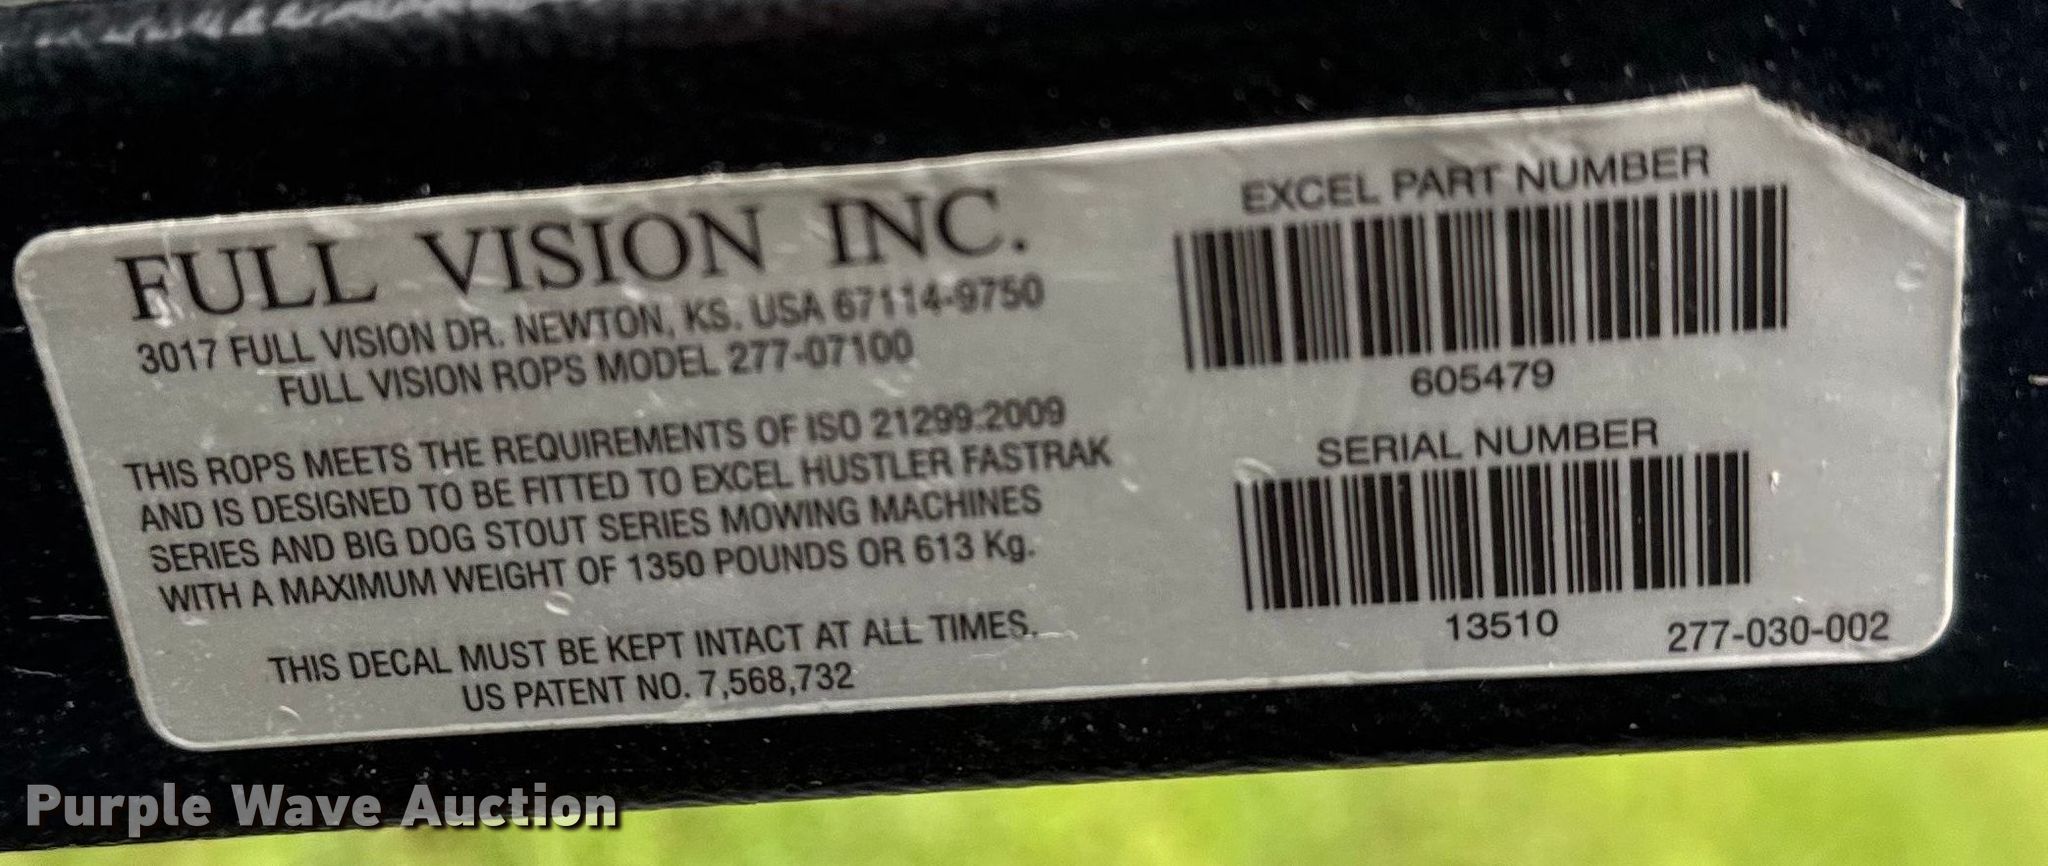 FULL VISION INC.
3017 FULL VISION DR. NEWTON, KS. USA 67114-9750
FULL VISION ROPS MODEL 277-07100
THIS ROPS MEETS THE REQUIREMENTS OF ISO 21299:2009
AND IS DESIGNED TO BE FITTED TO EXCEL HUSTLER FASTRAK
SERIES AND BIG DOG STOUT SERIES MOWING MACHINES
WITH A MAXIMUM WEIGHT OF 1350 POUNDS OR 613 Kg.
THIS DECAL MUST BE KEPT INTACT AT ALL TIMES.
US PATENT NO. 7,568,732
EXCEL PART NUMBER
605479
SERIAL NUMBER
13510
277-030-002
Purple Wave Auction